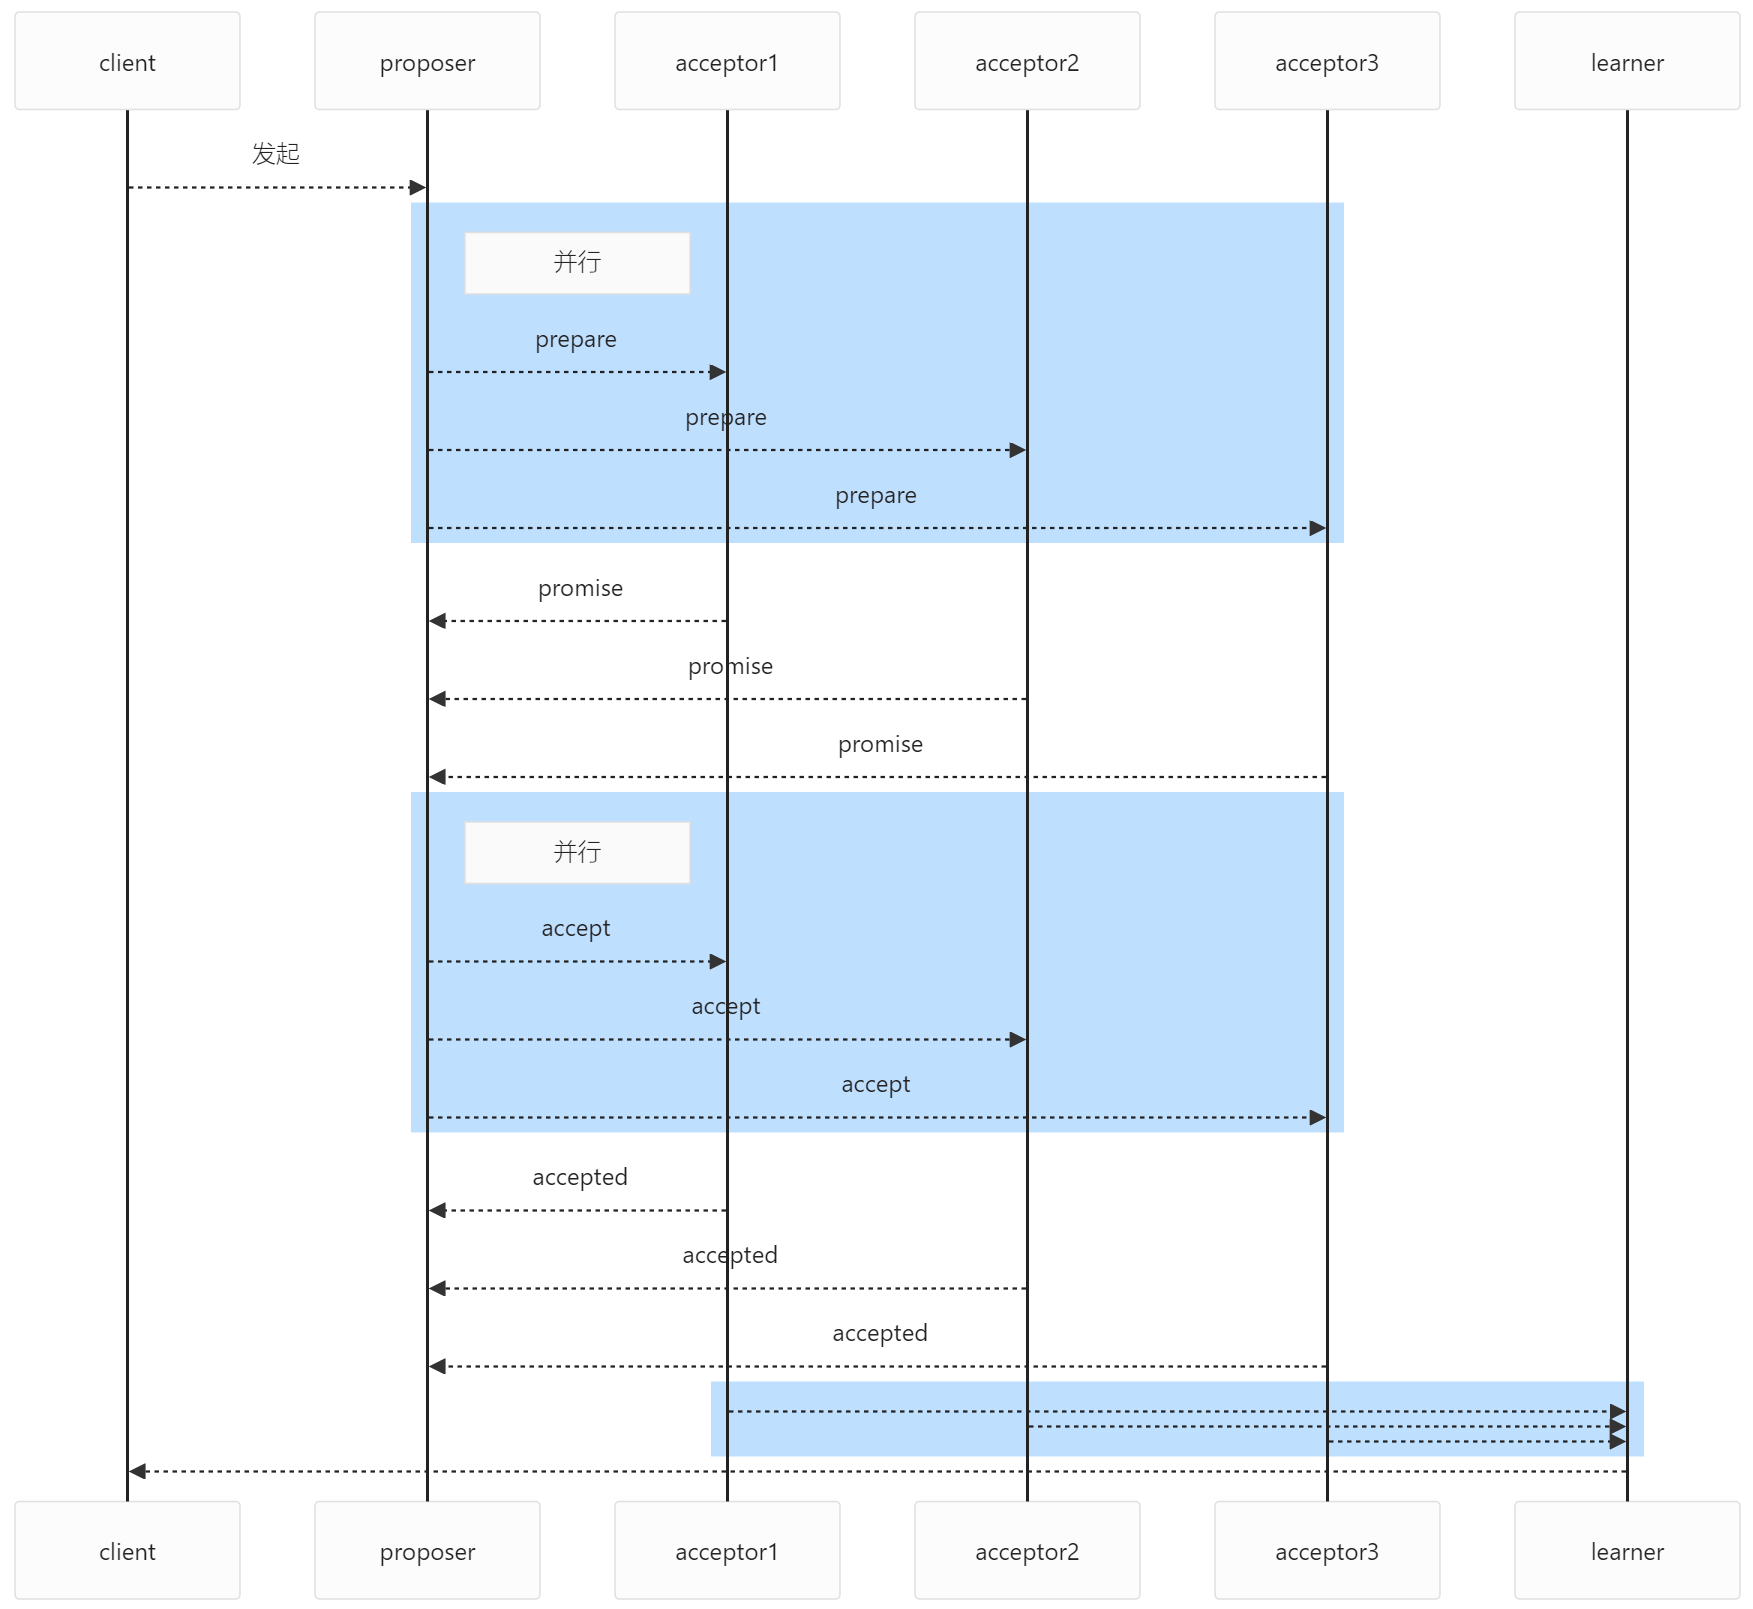 client
proposer
acceptor1
acceptor2
acceptor3
learner
发起
并行
prepare
prepare
prepare
promise
promise
promise
并行
accept
accept
accept
accepted
accepted
accepted
client
proposer
acceptor1
acceptor2
acceptor3
learner